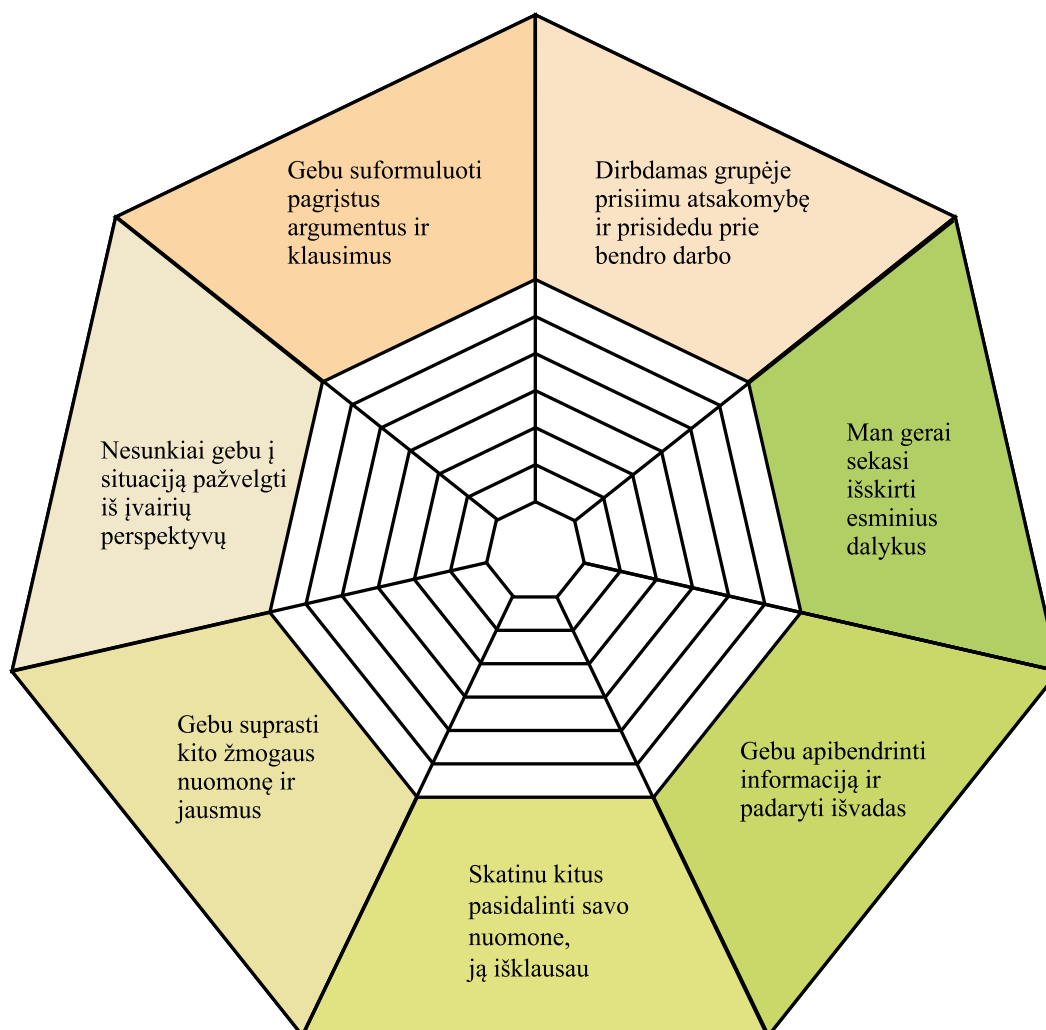 Gebu suformuluoti
pagrįstus
argumentus ir
klausimus
Dirbdamas grupėje
prisiimu atsakomybę
ir prisidedu prie
bendro darbo
Man gerai
sekasi
išskirti
esminius
dalykus
Gebu apibendrinti
informaciją ir
padaryti išvadas
Skatinu kitus
pasidalinti savo
nuomone,
ją išklausau
Gebu suprasti
kito žmogaus
nuomonę ir
jausmus
Nesunkiai gebu į
situaciją pažvelgti
iš įvairių
perspektyvų